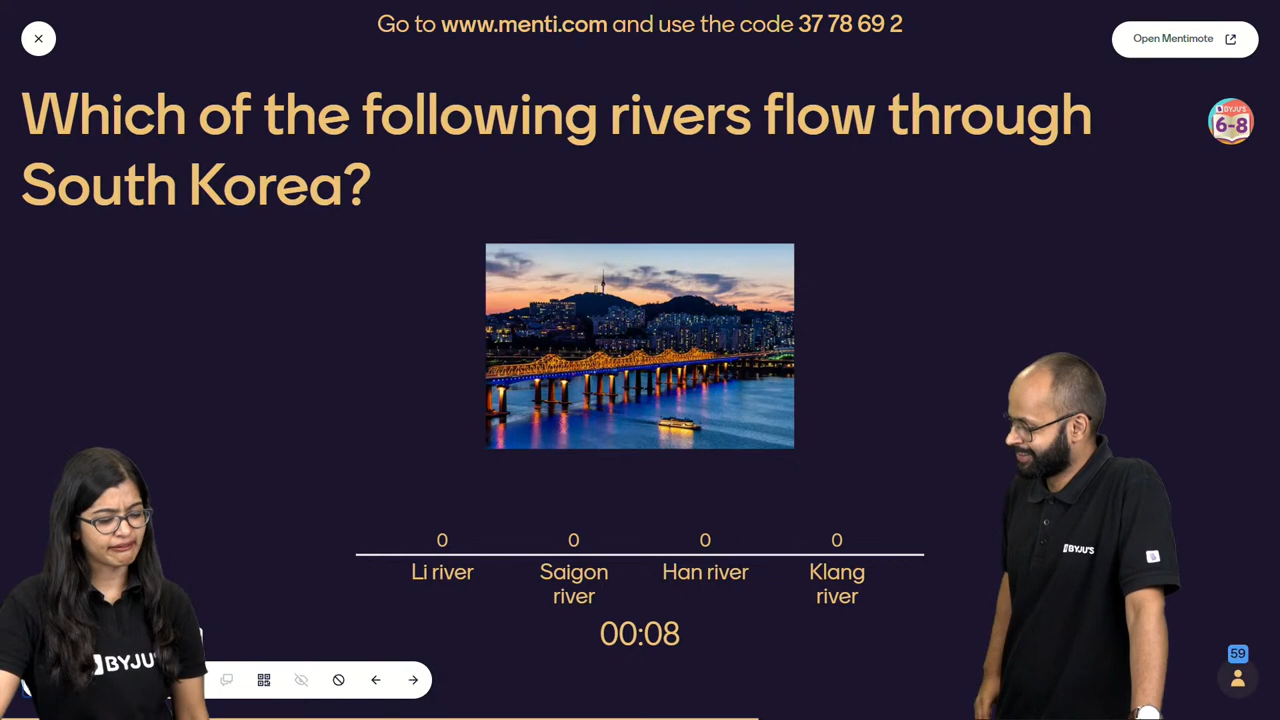 Go to www.menti.com and use the code 37 78 69 2
Open Mentimote
Which of the following rivers flow through
South Korea?
BYJU'S
6-8
0 0 0 0
Li river Saigon river Han river Klang river
00:08
BYJU'S
BYJU'S
59